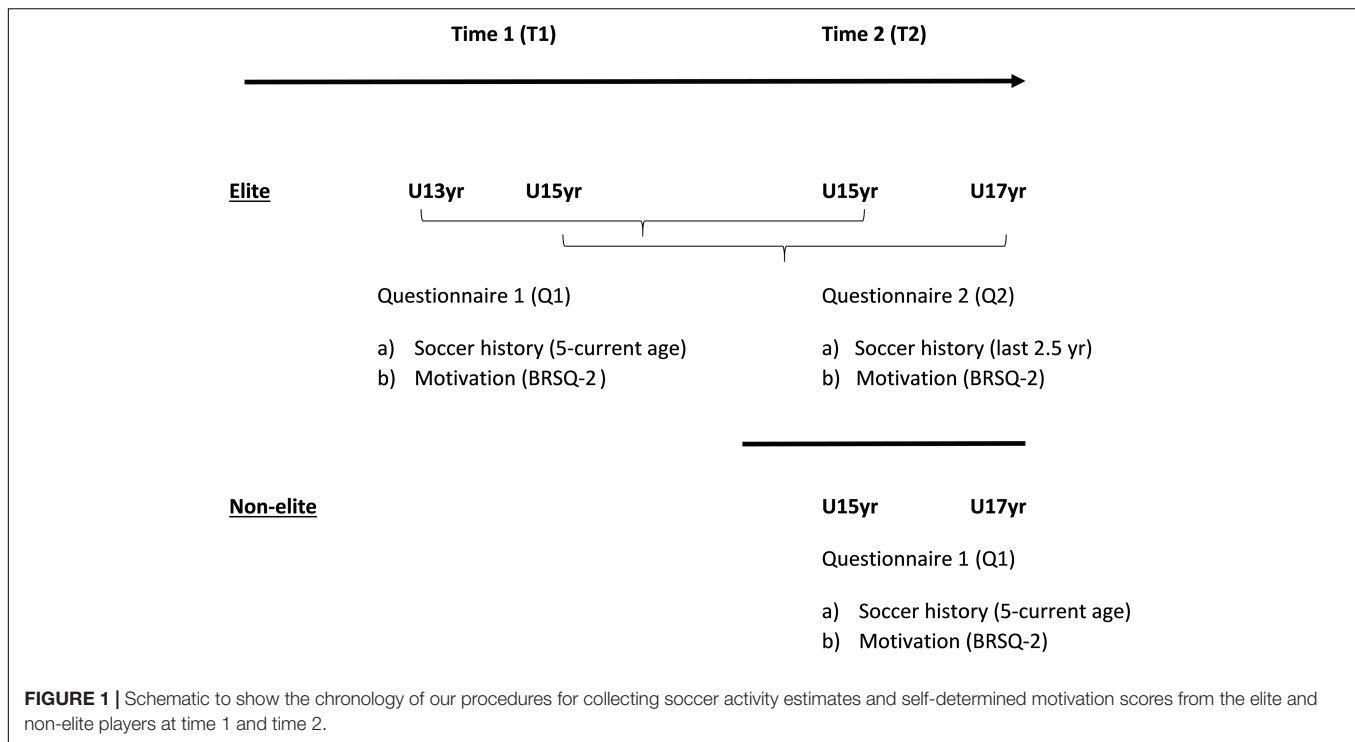 Time 1 (T1) Time 2 (T2)
Elite U13yr U15yr U15yr U17yr
Questionnaire 1 (Q1) Questionnaire 2 (Q2)
a) Soccer history (5-current age) a) Soccer history (last 2.5 yr)
b) Motivation (BRSQ-2) b) Motivation (BRSQ-2)
Non-elite U15yr U17yr
Questionnaire 1 (Q1)
a) Soccer history (5-current age)
b) Motivation (BRSQ-2)
FIGURE 1 | Schematic to show the chronology of our procedures for collecting soccer activity estimates and self-determined motivation scores from the elite and
non-elite players at time 1 and time 2.